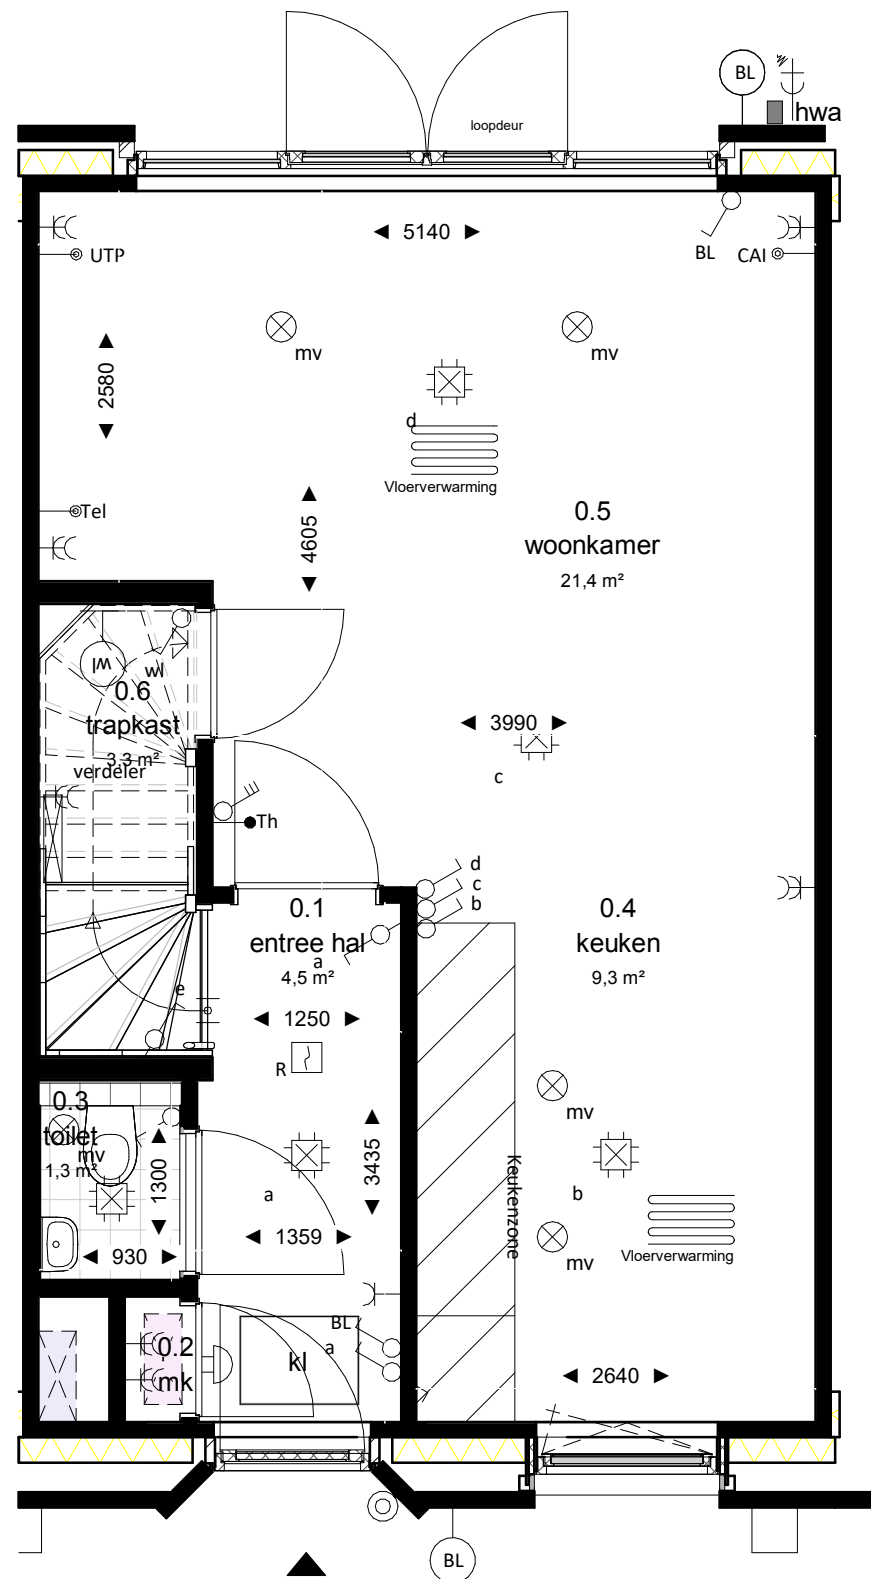 BL
hwa
loopdeur
5140
BL
UTP
CAI
mv
mv
2580
d
Vloerverwarming
Tel
4605
0.5
woonkamer
21,4 m²
wl
wl
0.6
trapkast
3,3 m²
verdeler
3990
c
Th
d
c
b
0.1
entree hal
a
4,5 m²
0.4
keuken
9,3 m²
e
1250
R
0.3
toilet
mv
1,3 m²
1300
930
3435
a
1359
Keukenzone
mv
b
mv
Vloerverwarming
BL
a
0.2
mk
kl
2640
BL